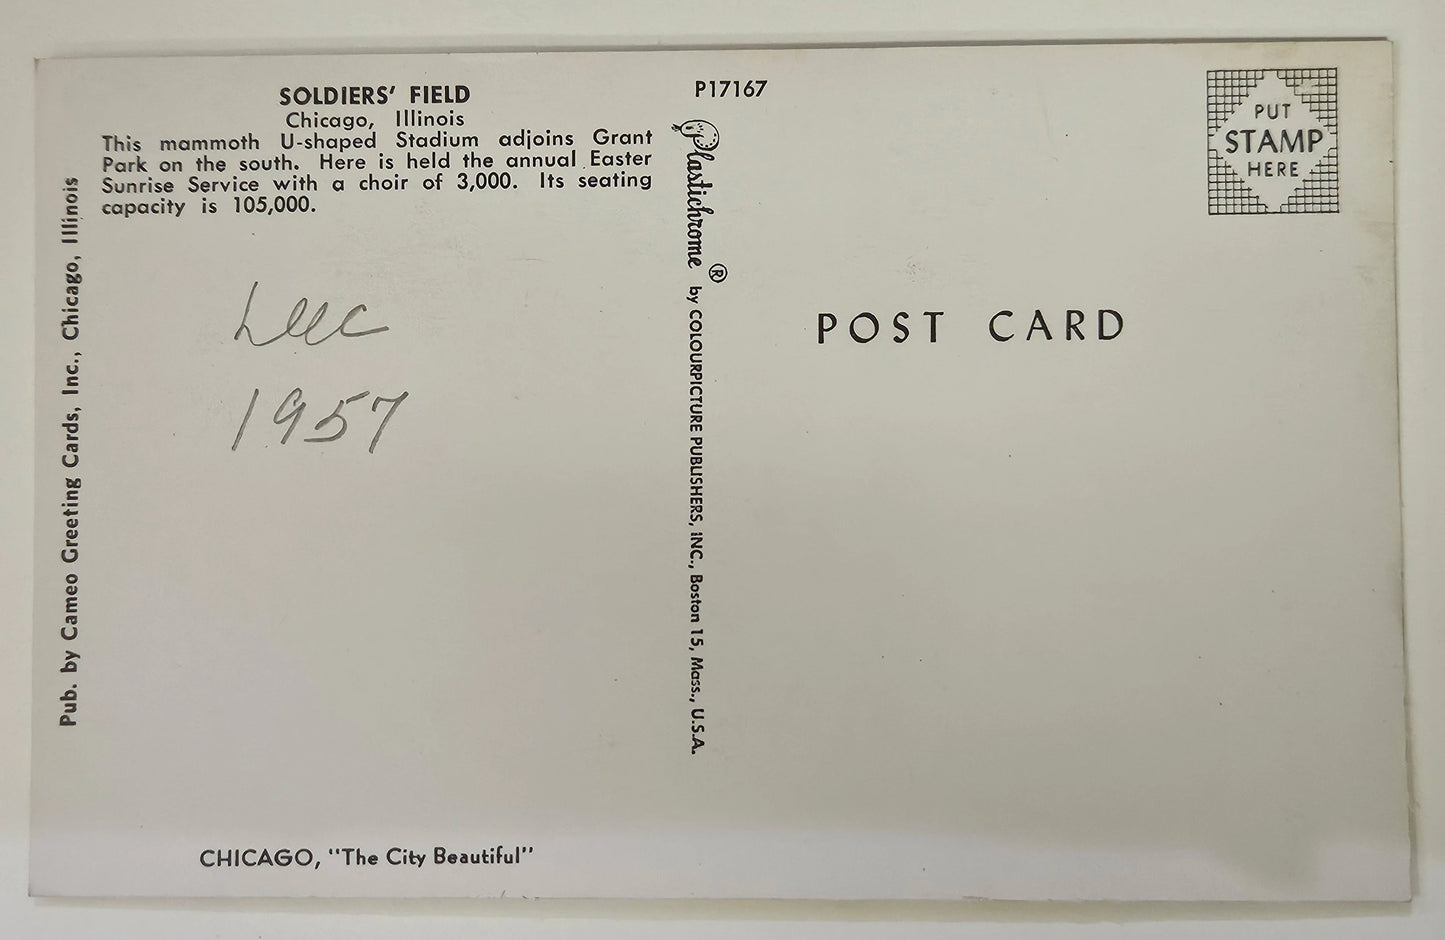 SOLDIERS' FIELD
Chicago, Illinois
This mammoth U-shaped Stadium adjoins Grant
Park on the south. Here is held the annual Easter
Sunrise Service with a choir of 3,000. Its seating
capacity is 105,000.
1957
CHICAGO, "The City Beautiful"
Pub. by Cameo Greeting Cards, Inc., Chicago, Illinois
P17167
Plastichrome ® by COLOURPICTURE PUBLISHERS, INC., Boston 15, Mass., U.S.A.
PUT
STAMP
HERE
POST CARD